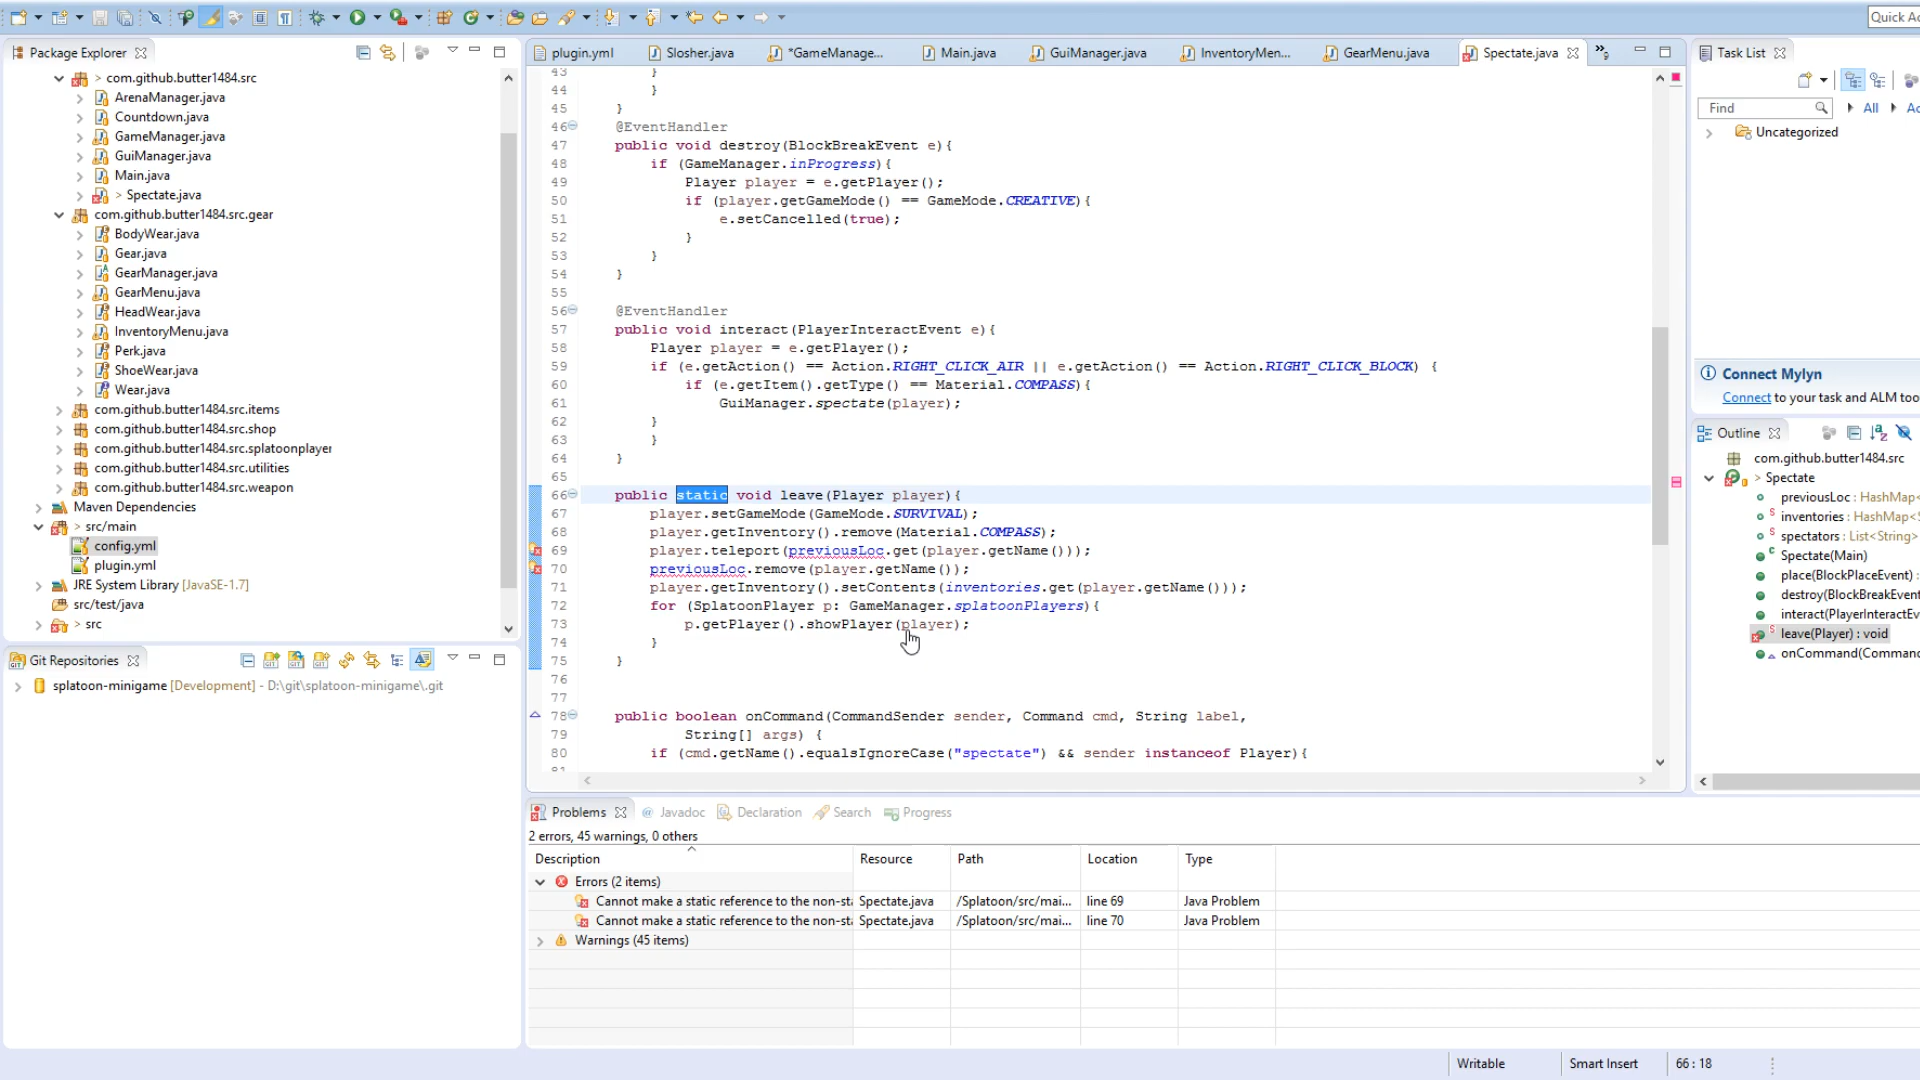 Quick Ac
Package Explorer
> com.github.butter1484.src
ArenaManager.java
Countdown.java
GameManager.java
GuiManager.java
Main.java
> Spectate.java
com.github.butter1484.src.gear
BodyWear.java
Gear.java
GearManager.java
GearMenu.java
HeadWear.java
InventoryMenu.java
Perk.java
ShoeWear.java
Wear.java
com.github.butter1484.src.items
com.github.butter1484.src.shop
com.github.butter1484.src.splatoonplayer
com.github.butter1484.src.utilities
com.github.butter1484.src.weapon
Maven Dependencies
> src/main
config.yml
plugin.yml
JRE System Library [JavaSE-1.7]
src/test/java
> src
Git Repositories
splatoon-minigame [Development] - D:\git\splatoon-minigame\.git
plugin.yml Slosher.java *GameManage... Main.java GuiManager.java InventoryMen... GearMenu.java Spectate.java »9
43 }
44 }
45 }
46 @EventHandler
47 public void destroy(BlockBreakEvent e){
48 if (GameManager.inProgress){
49 Player player = e.getPlayer();
50 if (player.getGameMode() == GameMode.CREATIVE){
51 e.setCancelled(true);
52 }
53 }
54 }
55
56 @EventHandler
57 public void interact(PlayerInteractEvent e){
58 Player player = e.getPlayer();
59 if (e.getAction() == Action.RIGHT_CLICK_AIR || e.getAction() == Action.RIGHT_CLICK_BLOCK) {
60 if (e.getItem().getType() == Material.COMPASS){
61 GuiManager.spectate(player);
62 }
63 }
64 }
65
66 public static void leave(Player player){
67 player.setGameMode(GameMode.SURVIVAL);
68 player.getInventory().remove(Material.COMPASS);
69 player.teleport(previousLoc.get(player.getName()));
70 previousLoc.remove(player.getName());
71 player.getInventory().setContents(inventories.get(player.getName()));
72 for (SplatoonPlayer p: GameManager.splatoonPlayers){
73 p.getPlayer().showPlayer(player);
74 }
75 }
76
77
78 public boolean onCommand(CommandSender sender, Command cmd, String label,
79 String[] args) {
80 if (cmd.getName().equalsIgnoreCase("spectate") && sender instanceof Player){
81
Problems @ Javadoc Declaration Search Progress
2 errors, 45 warnings, 0 others
Description Resource Path Location Type
Errors (2 items)
Cannot make a static reference to the non-sta Spectate.java /Splatoon/src/mai... line 69 Java Problem
Cannot make a static reference to the non-sta Spectate.java /Splatoon/src/mai... line 70 Java Problem
Warnings (45 items)
Task List
Find All Ac
Uncategorized
Connect Mylyn
Connect to your task and ALM too
Outline
com.github.butter1484.src
> Spectate
previousLoc : HashMap<
inventories : HashMap<S
spectators : List<String>
Spectate(Main)
place(BlockPlaceEvent) :
destroy(BlockBreakEvent
interact(PlayerInteractEv
leave(Player) : void
onCommand(Command
Writable Smart Insert 66 : 18